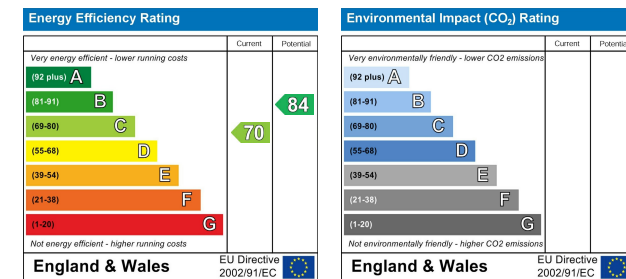 Energy Efficiency Rating
Current Potential
Very energy efficient - lower running costs
(92 plus) A
(81-91) B
84
(69-80) C
70
(55-68) D
(39-54) E
(21-38) F
(1-20) G
Not energy efficient - higher running costs
England & Wales
EU Directive
2002/91/EC
Environmental Impact (CO₂) Rating
Current Potential
Very environmentally friendly - lower CO2 emissions
(92 plus) A
(81-91) B
(69-80) C
(55-68) D
(39-54) E
(21-38) F
(1-20) G
Not environmentally friendly - higher CO2 emissions
England & Wales
EU Directive
2002/91/EC